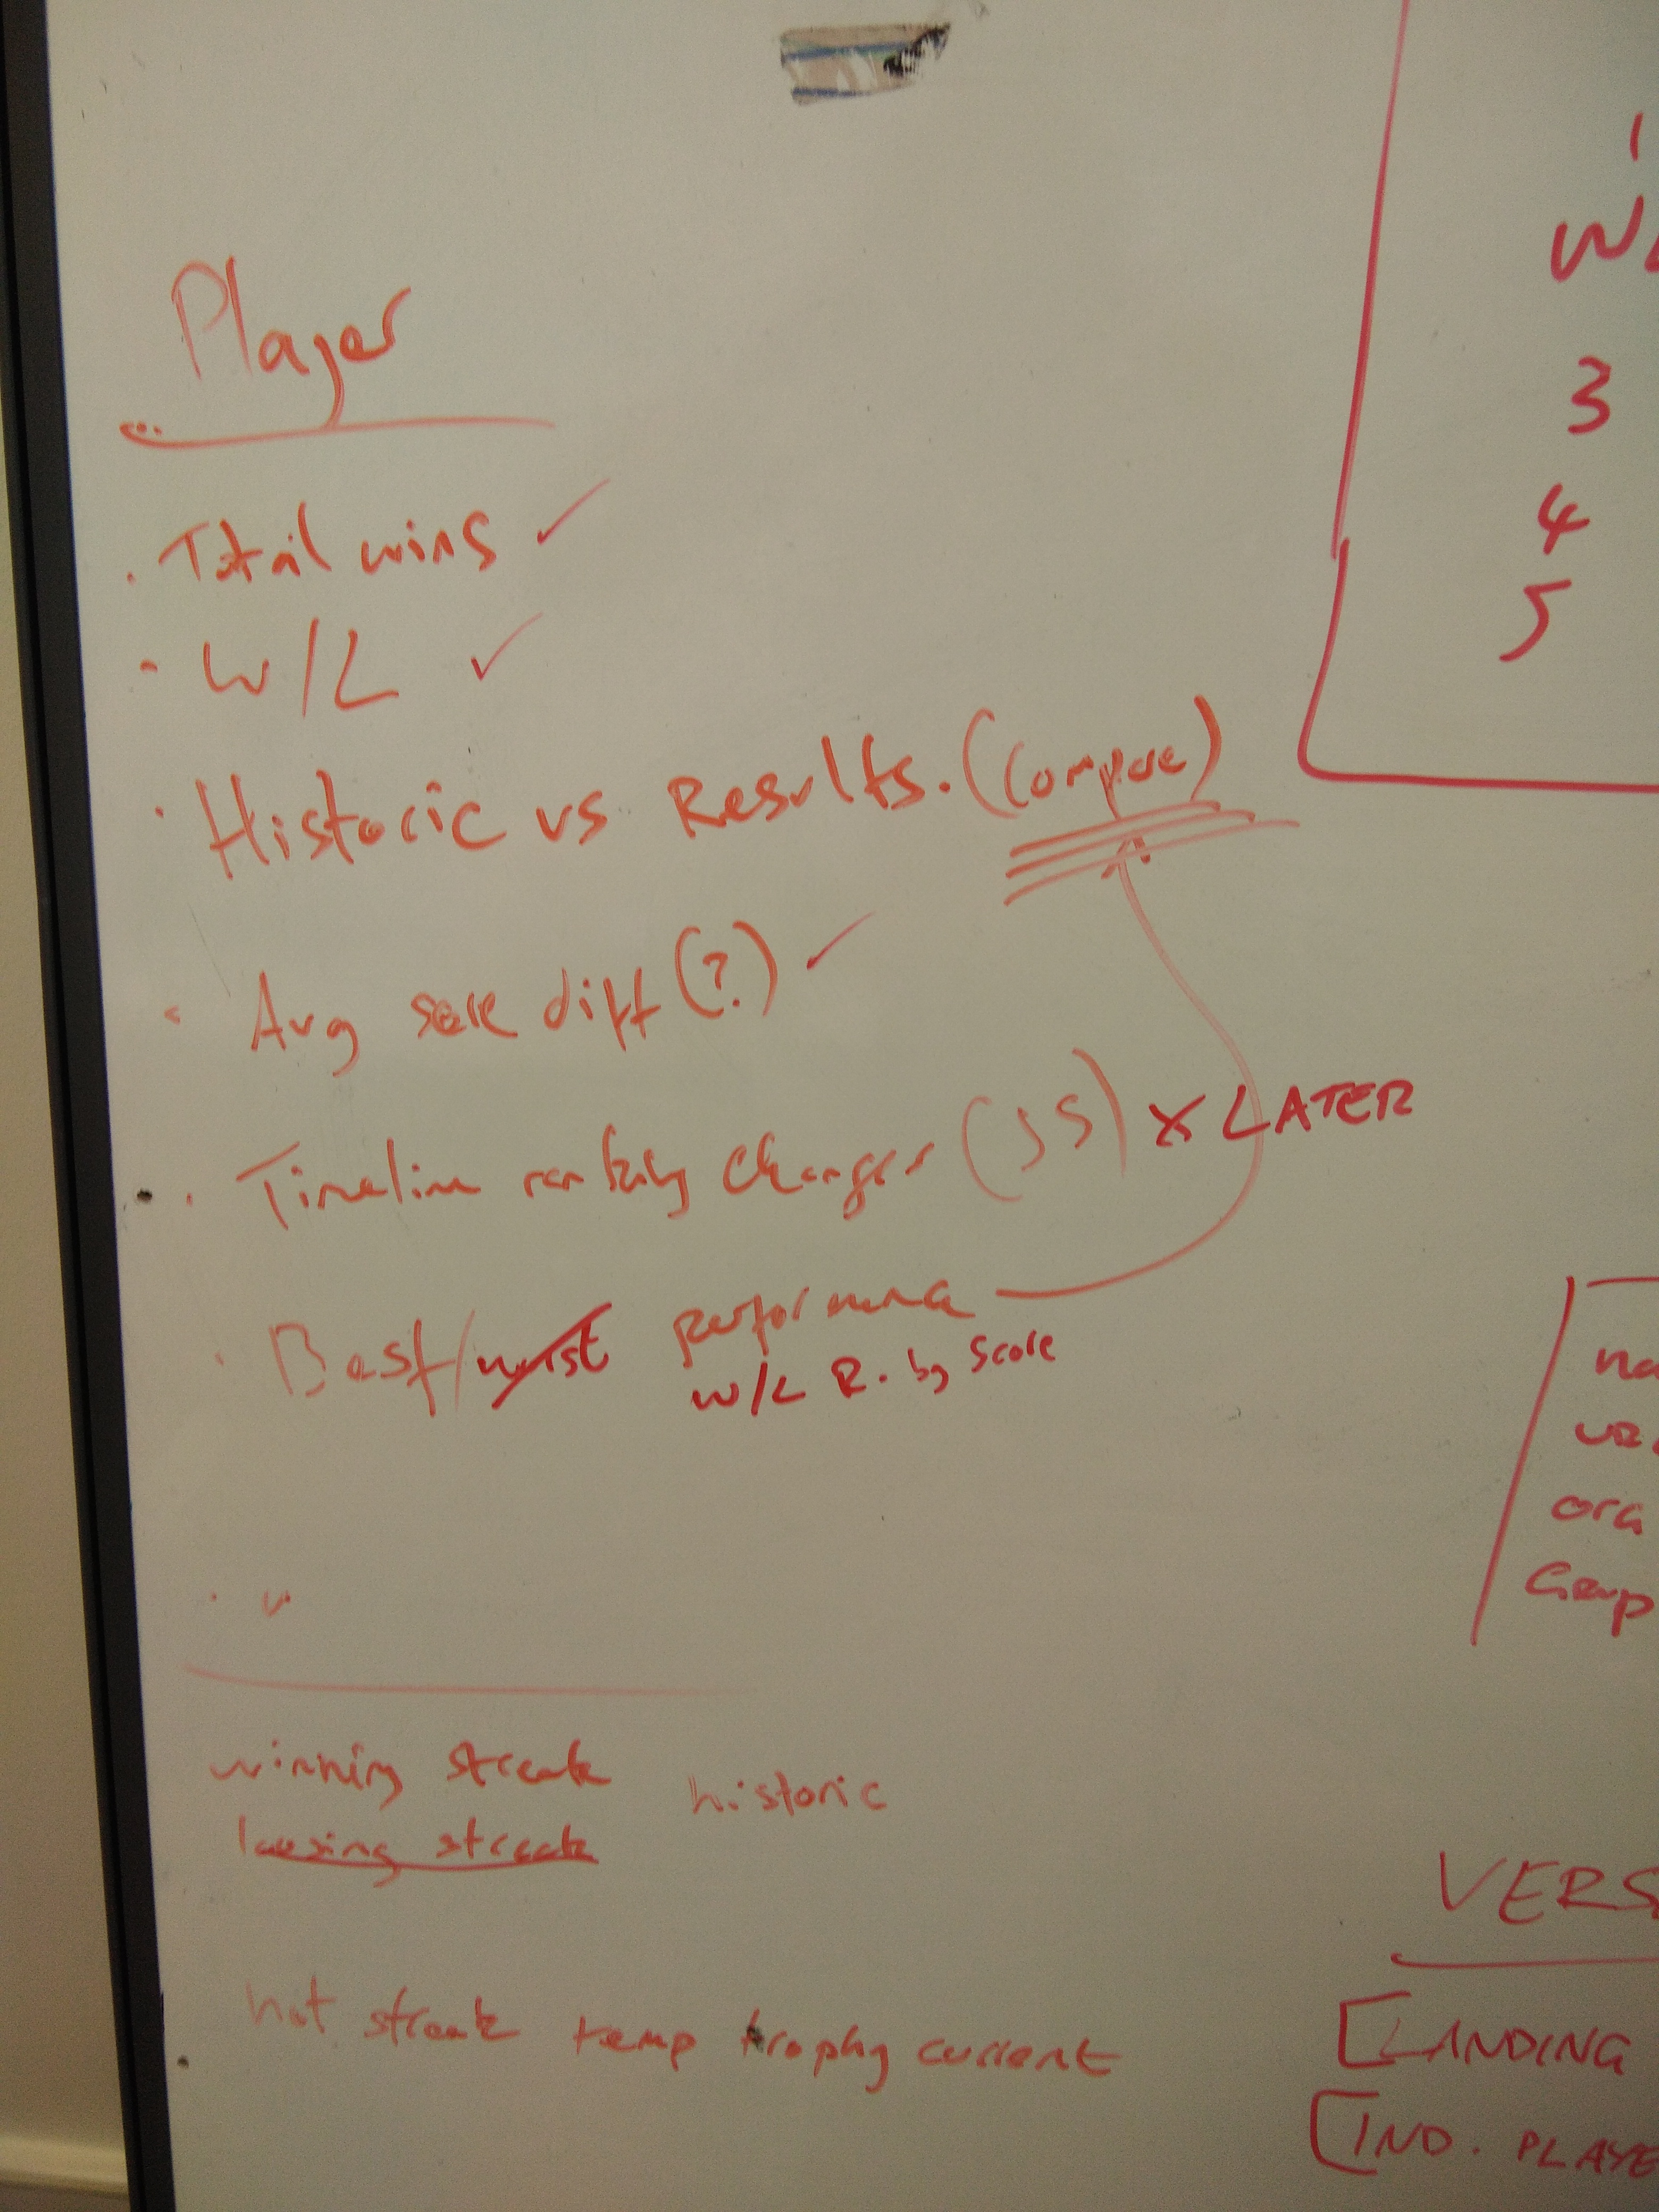 Player
· Total wins ✓
· W/L ✓
· Historic vs Results. (Compare)
· Avg score diff (?) ✓
· Timeline ranking changes (JS) x LATER
· Best/worst performance
w/L R. by score
winning streak historic
loosing streak
hot streak temp trophy current
1
3
4
5
na
org
Group
VERS
[LANDING
[IND. PLAYE